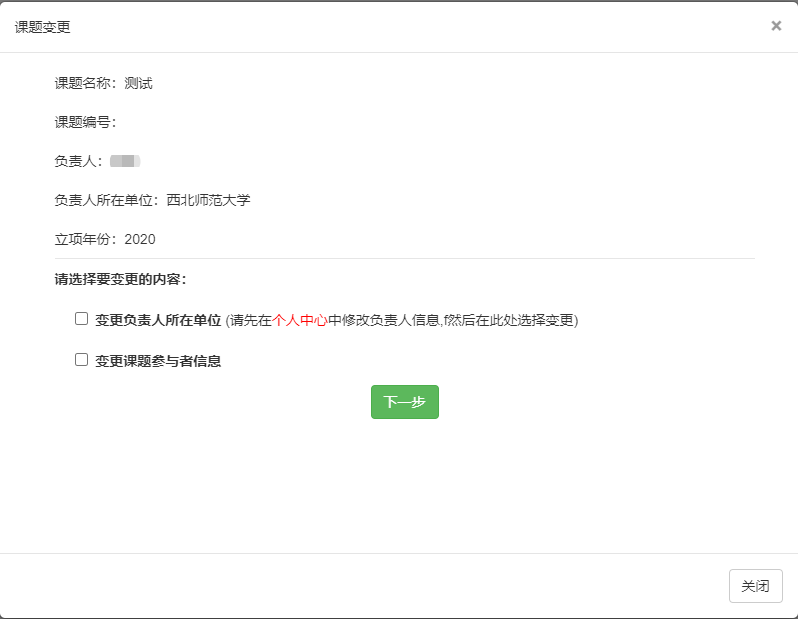 课题变更
×
课题名称：测试
课题编号：
负责人：
负责人所在单位：西北师范大学
立项年份：2020
请选择要变更的内容：
变更负责人所在单位 (请先在个人中心中修改负责人信息,f然后在此处选择变更)
变更课题参与者信息
下一步
关闭